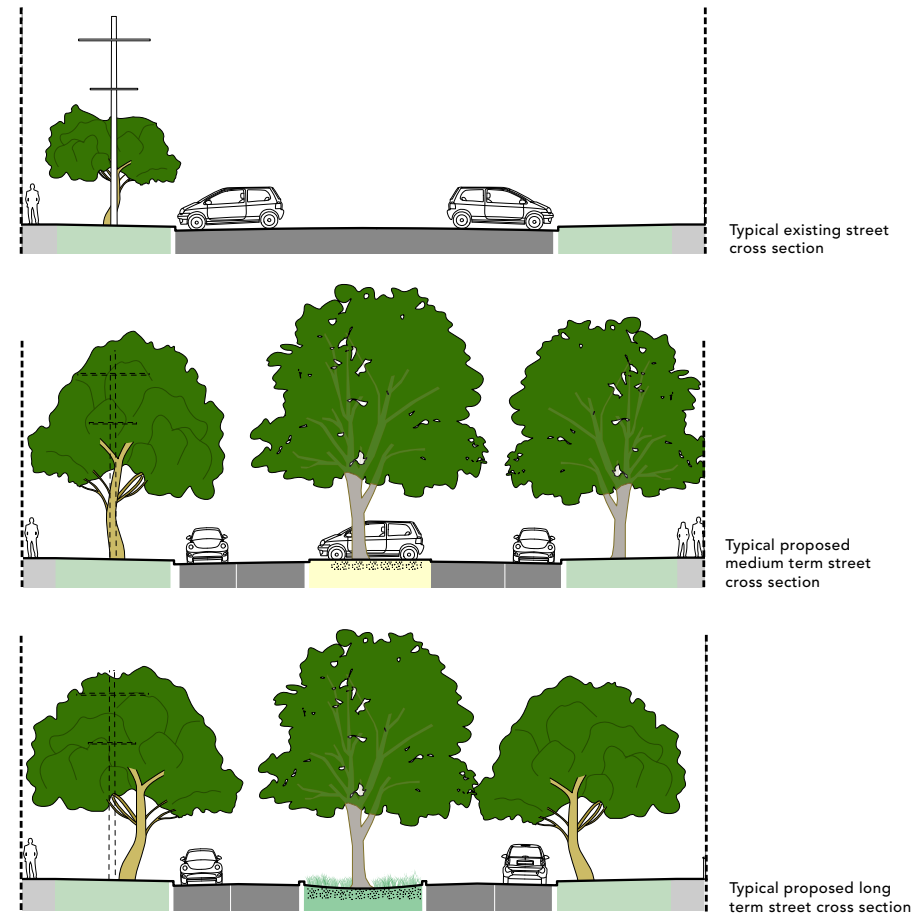 Typical existing street
cross section
Typical proposed
medium term street
cross section
Typical proposed long
term street cross section